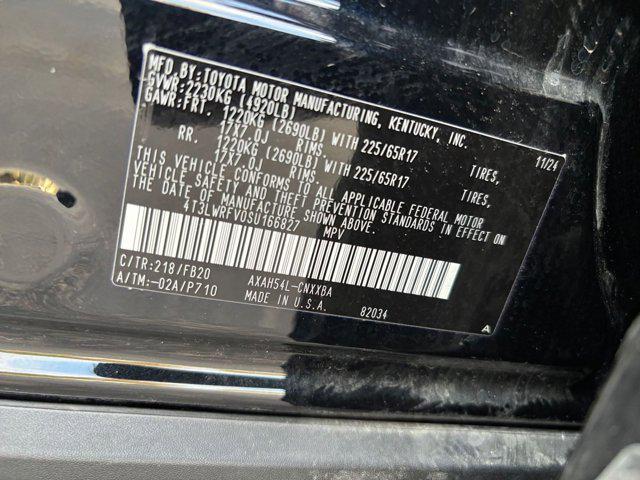 MFD BY:TOYOTA MOTOR MANUFACTURING, KENTUCKY, INC.
GVWR:2230KG (4920LB) 11/24
GAWR:FRT. 1220KG (2690LB) WITH 225/65R17 TIRES,
17X7.0J RIMS
RR. 1220KG (2690LB) WITH 225/65R17 TIRES,
17X7.0J RIMS
THIS VEHICLE CONFORMS TO ALL APPLICABLE FEDERAL MOTOR
VEHICLE SAFETY AND THEFT PREVENTION STANDARDS IN EFFECT ON
THE DATE OF MANUFACTURE SHOWN ABOVE.
4T3LWRFV0SU166827 MPV
C/TR:218/FB20 AXAH54L-CNXXBA
A/TM:-02A/P710 MADE IN U.S.A. 82034 A